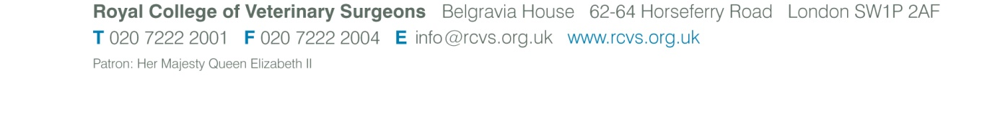 Royal College of Veterinary Surgeons Belgravia House 62-64 Horseferry Road London SW1P 2AF
T 020 7222 2001 F 020 7222 2004 E info@rcvs.org.uk www.rcvs.org.uk
Patron: Her Majesty Queen Elizabeth II